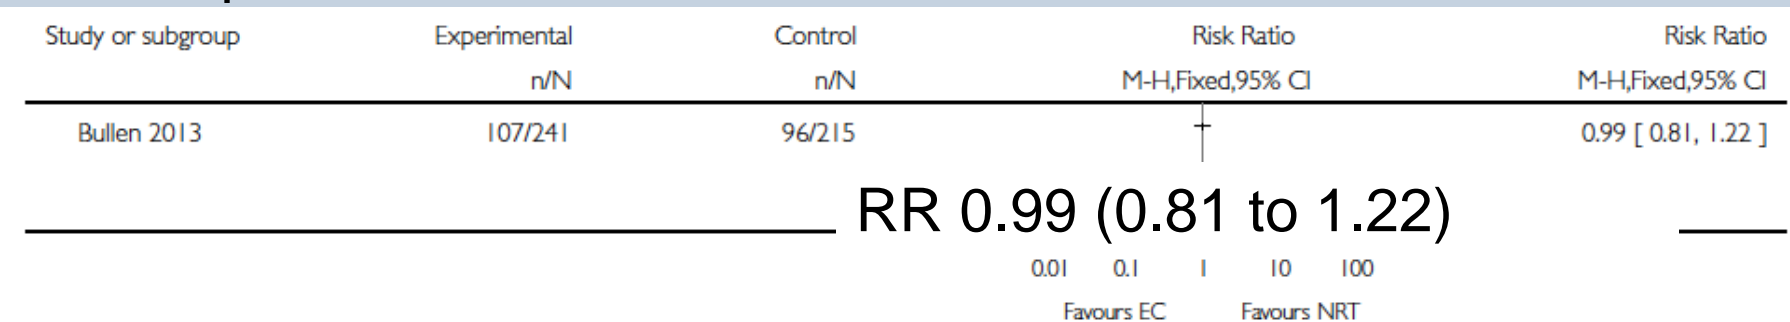 Study or subgroup Experimental Control Risk Ratio Risk Ratio
n/N n/N M-H,Fixed,95% CI M-H,Fixed,95% CI
Bullen 2013 107/241 96/215 0.99 [ 0.81, 1.22 ]
RR 0.99 (0.81 to 1.22)
0.01 0.1 1 10 100
Favours EC Favours NRT